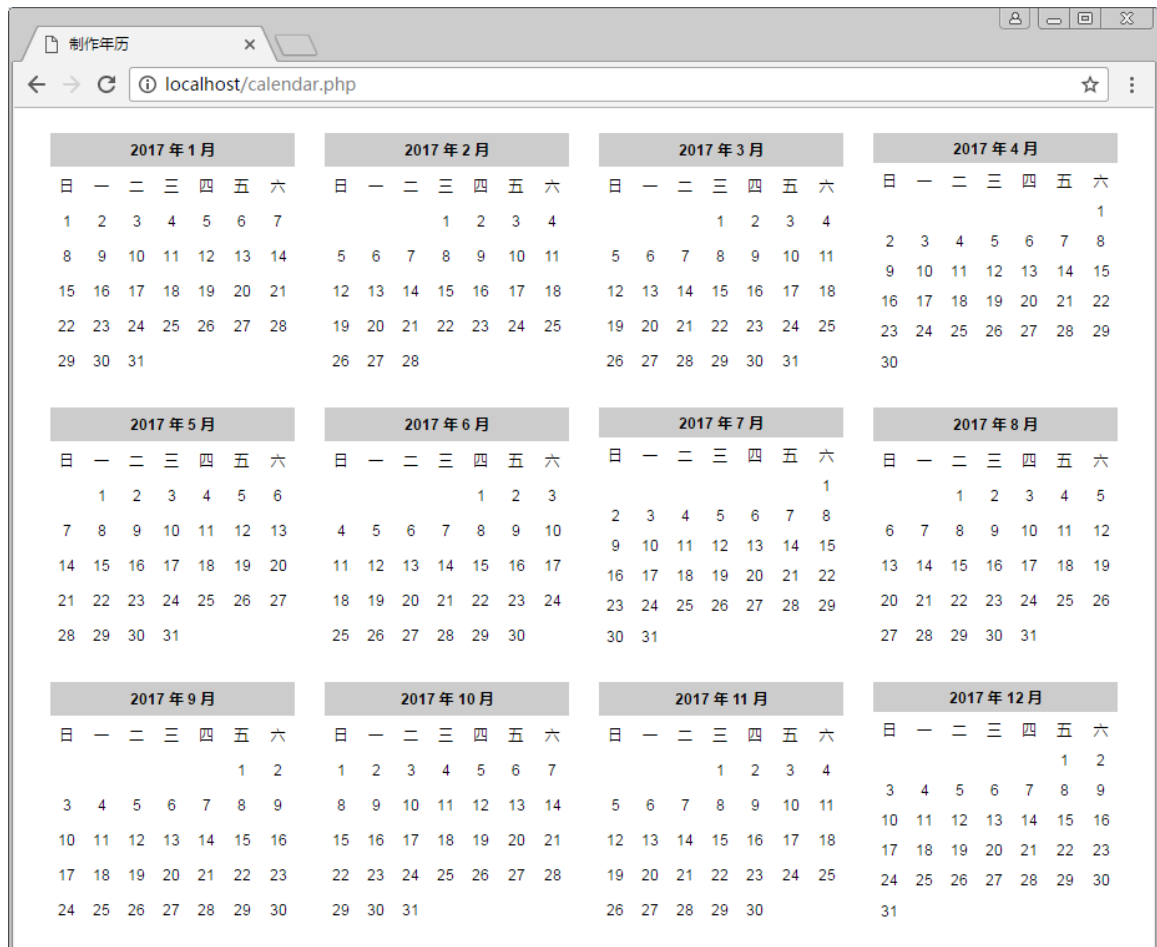 制作年历
localhost/calendar.php
2017 年 1 月
日 一 二 三 四 五 六
1 2 3 4 5 6 7
8 9 10 11 12 13 14
15 16 17 18 19 20 21
22 23 24 25 26 27 28
29 30 31
2017 年 2 月
日 一 二 三 四 五 六
1 2 3 4
5 6 7 8 9 10 11
12 13 14 15 16 17 18
19 20 21 22 23 24 25
26 27 28
2017 年 3 月
日 一 二 三 四 五 六
1 2 3 4
5 6 7 8 9 10 11
12 13 14 15 16 17 18
19 20 21 22 23 24 25
26 27 28 29 30 31
2017 年 4 月
日 一 二 三 四 五 六
1
2 3 4 5 6 7 8
9 10 11 12 13 14 15
16 17 18 19 20 21 22
23 24 25 26 27 28 29
30
2017 年 5 月
日 一 二 三 四 五 六
1 2 3 4 5 6
7 8 9 10 11 12 13
14 15 16 17 18 19 20
21 22 23 24 25 26 27
28 29 30 31
2017 年 6 月
日 一 二 三 四 五 六
1 2 3
4 5 6 7 8 9 10
11 12 13 14 15 16 17
18 19 20 21 22 23 24
25 26 27 28 29 30
2017 年 7 月
日 一 二 三 四 五 六
1
2 3 4 5 6 7 8
9 10 11 12 13 14 15
16 17 18 19 20 21 22
23 24 25 26 27 28 29
30 31
2017 年 8 月
日 一 二 三 四 五 六
1 2 3 4 5
6 7 8 9 10 11 12
13 14 15 16 17 18 19
20 21 22 23 24 25 26
27 28 29 30 31
2017 年 9 月
日 一 二 三 四 五 六
1 2
3 4 5 6 7 8 9
10 11 12 13 14 15 16
17 18 19 20 21 22 23
24 25 26 27 28 29 30
2017 年 10 月
日 一 二 三 四 五 六
1 2 3 4 5 6 7
8 9 10 11 12 13 14
15 16 17 18 19 20 21
22 23 24 25 26 27 28
29 30 31
2017 年 11 月
日 一 二 三 四 五 六
1 2 3 4
5 6 7 8 9 10 11
12 13 14 15 16 17 18
19 20 21 22 23 24 25
26 27 28 29 30
2017 年 12 月
日 一 二 三 四 五 六
1 2
3 4 5 6 7 8 9
10 11 12 13 14 15 16
17 18 19 20 21 22 23
24 25 26 27 28 29 30
31